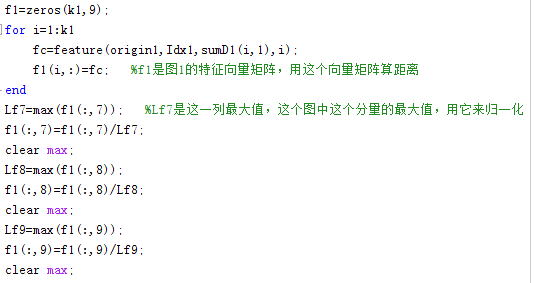 f1=zeros(k1,9);
for i=1:k1
    fc=feature(origin1,Idx1,sumD1(i,1),i);
    f1(i,:)=fc;   %f1是图1的特征向量矩阵，用这个向量矩阵算距离
end
Lf7=max(f1(:,7));   %Lf7是这一列最大值，这个图中这个分量的最大值，用它来归一化
f1(:,7)=f1(:,7)/Lf7;
clear max;
Lf8=max(f1(:,8));
f1(:,8)=f1(:,8)/Lf8;
clear max;
Lf9=max(f1(:,9));
f1(:,9)=f1(:,9)/Lf9;
clear max;